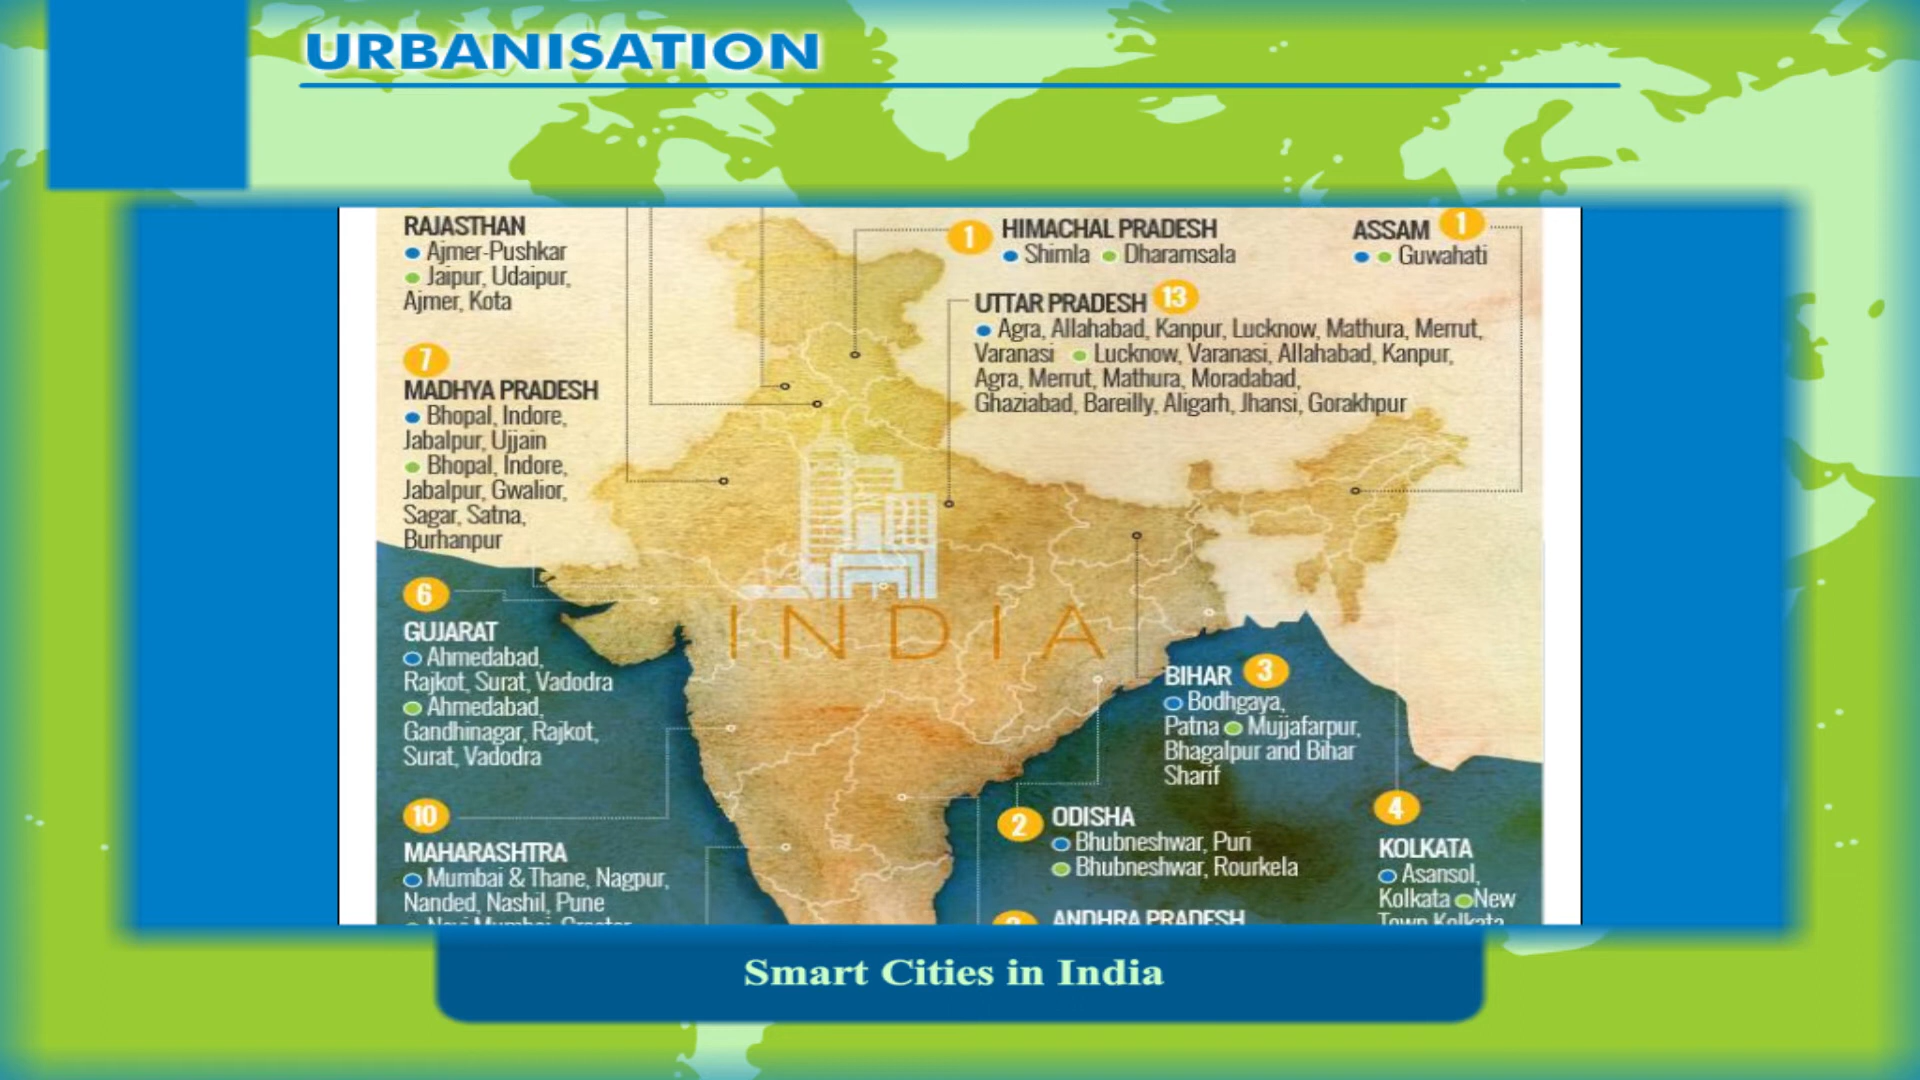 URBANISATION
RAJASTHAN
Ajmer-Pushkar
Jaipur, Udaipur,
Ajmer, Kota
7
MADHYA PRADESH
Bhopal, Indore,
Jabalpur, Ujjain
Bhopal, Indore,
Jabalpur, Gwalior,
Sagar, Satna,
Burhanpur
6
GUJARAT
Ahmedabad,
Rajkot, Surat, Vadodra
Ahmedabad,
Gandhinagar, Rajkot,
Surat, Vadodra
10
MAHARASHTRA
Mumbai & Thane, Nagpur,
Nanded, Nashil, Pune
1 HIMACHAL PRADESH
Shimla Dharamsala
ASSAM 1
Guwahati
UTTAR PRADESH 13
Agra, Allahabad, Kanpur, Lucknow, Mathura, Merrut,
Varanasi Lucknow, Varanasi, Allahabad, Kanpur,
Agra, Merrut, Mathura, Moradabad,
Ghaziabad, Bareilly, Aligarh, Jhansi, Gorakhpur
INDIA
BIHAR 3
Bodhgaya,
Patna Mujjafarpur,
Bhagalpur and Bihar
Sharif
2 ODISHA
Bhubneshwar, Puri
Bhubneshwar, Rourkela
ANDHRA PRADESH
4
KOLKATA
Asansol,
Kolkata New
Town Kolkata
Smart Cities in India